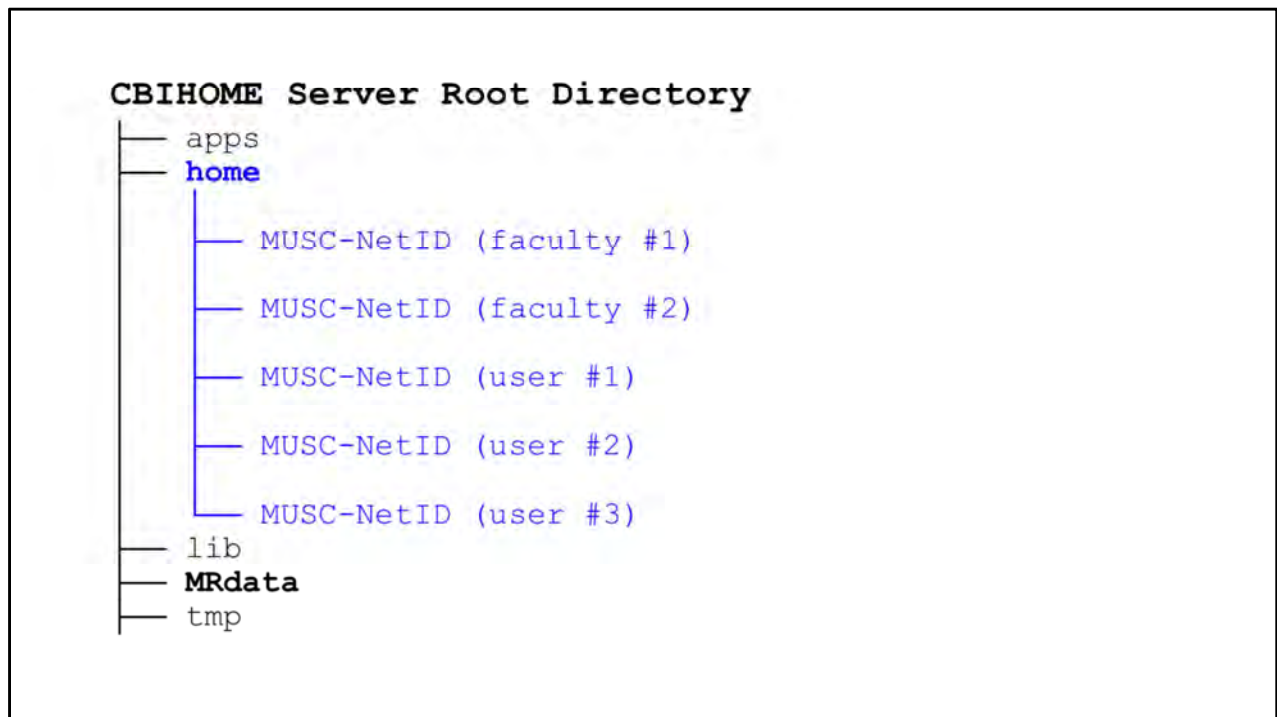 CBIHOME Server Root Directory
apps
home
MUSC-NetID (faculty #1)
MUSC-NetID (faculty #2)
MUSC-NetID (user #1)
MUSC-NetID (user #2)
MUSC-NetID (user #3)
lib
MRdata
tmp